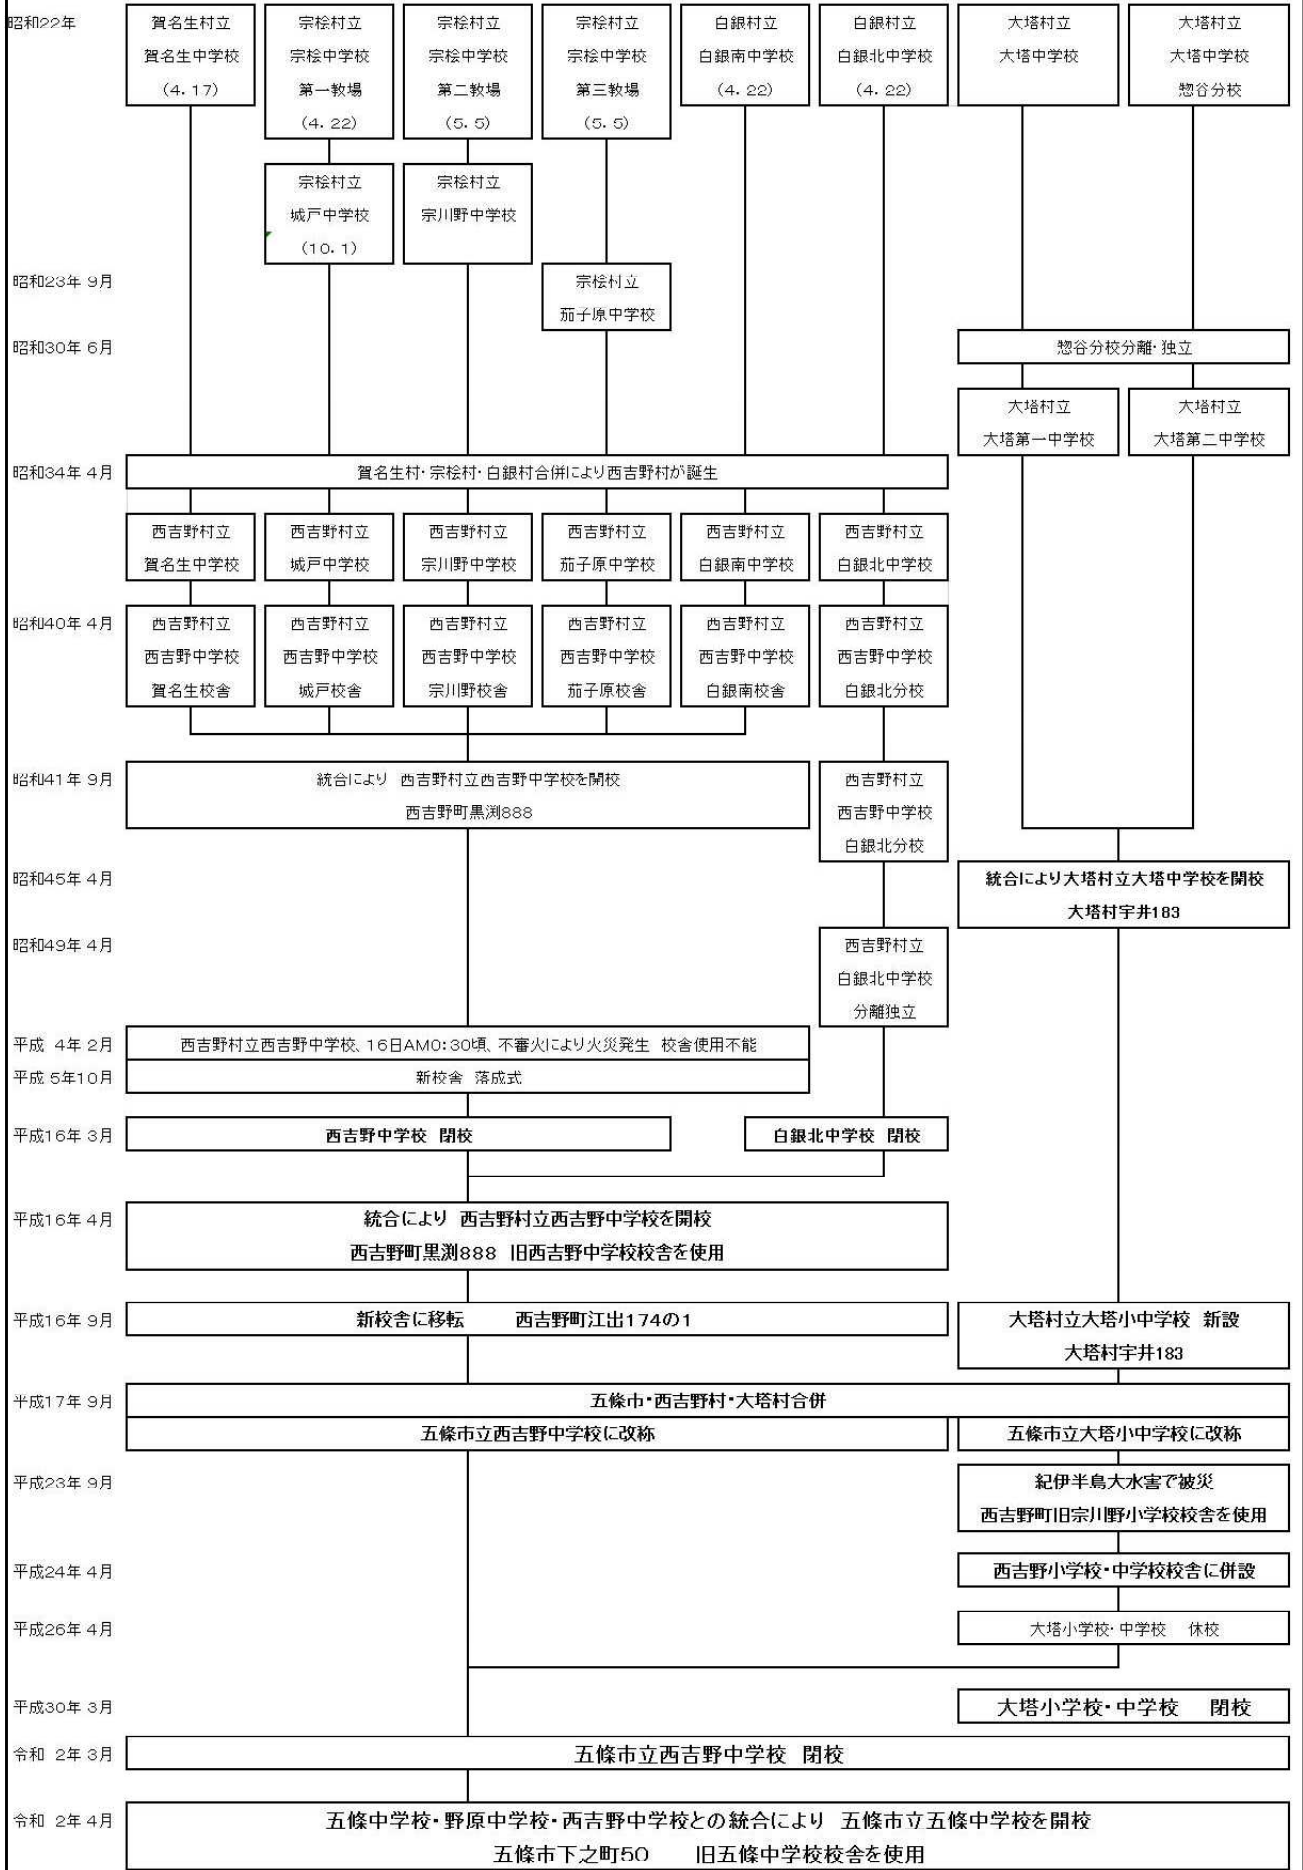 昭和22年
賀名生村立
賀名生中学校
(4. 17)
宗桧村立
宗桧中学校
第一教場
(4. 22)
宗桧村立
宗桧中学校
第二教場
(5. 5)
宗桧村立
宗桧中学校
第三教場
(5. 5)
白銀村立
白銀南中学校
(4. 22)
白銀村立
白銀北中学校
(4. 22)
大塔村立
大塔中学校
大塔村立
大塔中学校
惣谷分校
宗桧村立
城戸中学校
(10. 1)
宗桧村立
宗川野中学校
昭和23年 9月
宗桧村立
茄子原中学校
昭和30年 6月
惣谷分校分離・独立
大塔村立
大塔第一中学校
大塔村立
大塔第二中学校
昭和34年 4月
賀名生村・宗桧村・白銀村合併により西吉野村が誕生
西吉野村立
賀名生中学校
西吉野村立
城戸中学校
西吉野村立
宗川野中学校
西吉野村立
茄子原中学校
西吉野村立
白銀南中学校
西吉野村立
白銀北中学校
昭和40年 4月
西吉野村立
西吉野中学校
賀名生校舎
西吉野村立
西吉野中学校
城戸校舎
西吉野村立
西吉野中学校
宗川野校舎
西吉野村立
西吉野中学校
茄子原校舎
西吉野村立
西吉野中学校
白銀南校舎
西吉野村立
西吉野中学校
白銀北分校
昭和41年 9月
統合により 西吉野村立西吉野中学校を開校
西吉野町黒渕888
西吉野村立
西吉野中学校
白銀北分校
昭和45年 4月
統合により大塔村立大塔中学校を開校
大塔村宇井183
昭和49年 4月
西吉野村立
白銀北中学校
分離独立
平成 4年 2月
西吉野村立西吉野中学校、16日AM0:30頃、不審火により火災発生 校舎使用不能
平成 5年10月
新校舎 落成式
平成16年 3月
西吉野中学校 閉校
白銀北中学校 閉校
平成16年 4月
統合により 西吉野村立西吉野中学校を開校
西吉野町黒渕888 旧西吉野中学校校舎を使用
平成16年 9月
新校舎に移転 西吉野町江出174の1
大塔村立大塔小中学校 新設
大塔村宇井183
平成17年 9月
五條市・西吉野村・大塔村合併
五條市立西吉野中学校に改称
五條市立大塔小中学校に改称
平成23年 9月
紀伊半島大水害で被災
西吉野町旧宗川野小学校校舎を使用
平成24年 4月
西吉野小学校・中学校校舎に併設
平成26年 4月
大塔小学校・中学校 休校
平成30年 3月
大塔小学校・中学校 閉校
令和 2年 3月
五條市立西吉野中学校 閉校
令和 2年 4月
五條中学校・野原中学校・西吉野中学校との統合により 五條市立五條中学校を開校
五條市下之町50 旧五條中学校校舎を使用